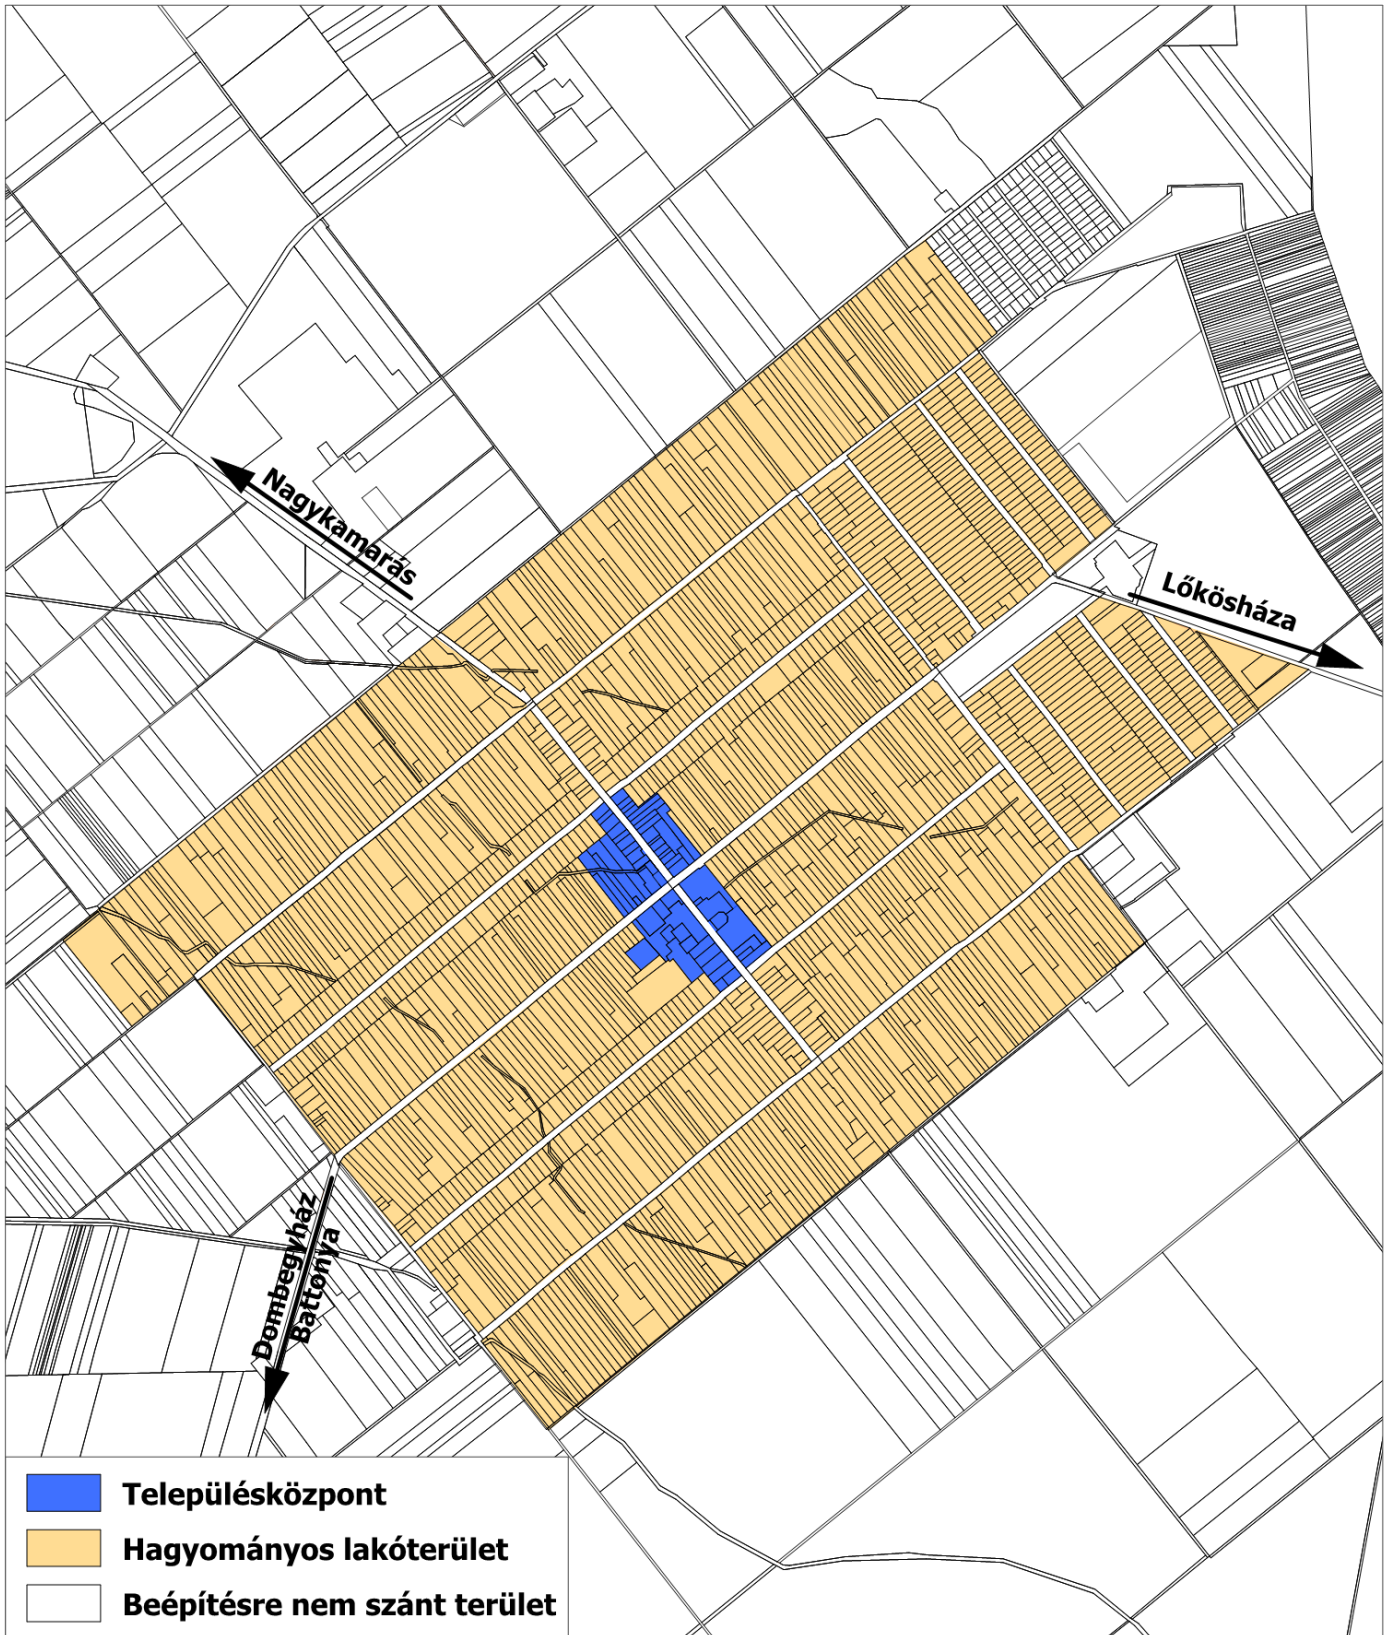 Nagykamarás
Lőkösháza
Dombegyház
Battonya
Településközpont
Hagyományos lakóterület
Beépítésre nem szánt terület